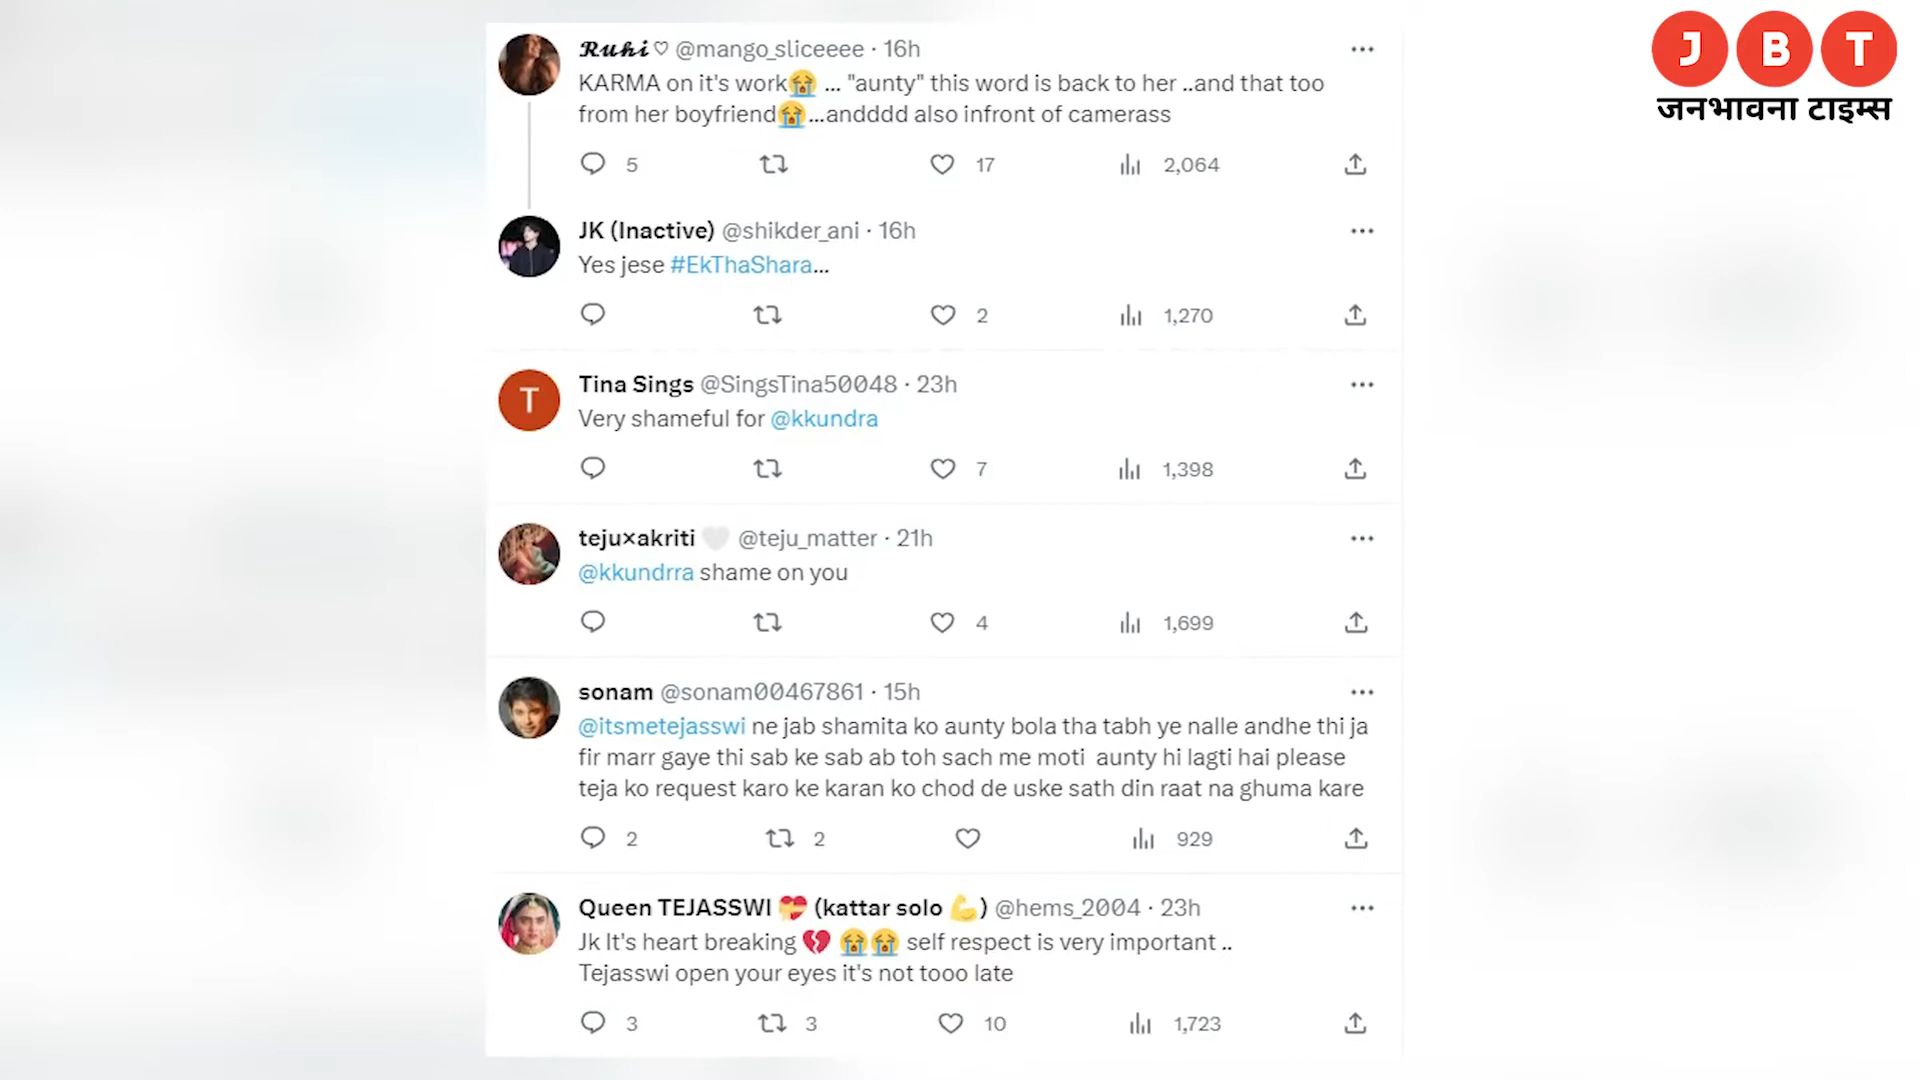 J B T
जनभावना टाइम्स
Ruhi♡ @mango_sliceeee · 16h
KARMA on it's work😭 ... "aunty" this word is back to her ..and that too
from her boyfriend😭...andddd also infront of camerass
5 17 2,064
JK (Inactive) @shikder_ani · 16h
Yes jese #EkThaShara...
2 1,270
T
Tina Sings @SingsTina50048 · 23h
Very shameful for @kkundra
7 1,398
teju×akriti 🤍 @teju_matter · 21h
@kkundrra shame on you
4 1,699
sonam @sonam00467861 · 15h
@itsmetejasswi ne jab shamita ko aunty bola tha tabh ye nalle andhe thi ja
fir marr gaye thi sab ke sab ab toh sach me moti aunty hi lagti hai please
teja ko request karo ke karan ko chod de uske sath din raat na ghuma kare
2 2 929
Queen TEJASSWI 💝 (kattar solo 💪) @hems_2004 · 23h
Jk It's heart breaking 💔 😭😭 self respect is very important ..
Tejasswi open your eyes it's not tooo late
3 3 10 1,723